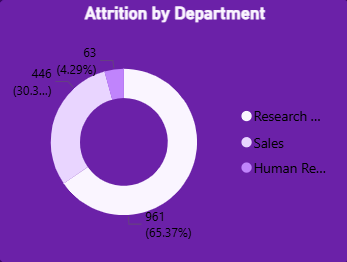 Attrition by Department
63
(4.29%)
446
(30.3...)
Research ...
Sales
Human Re...
961
(65.37%)